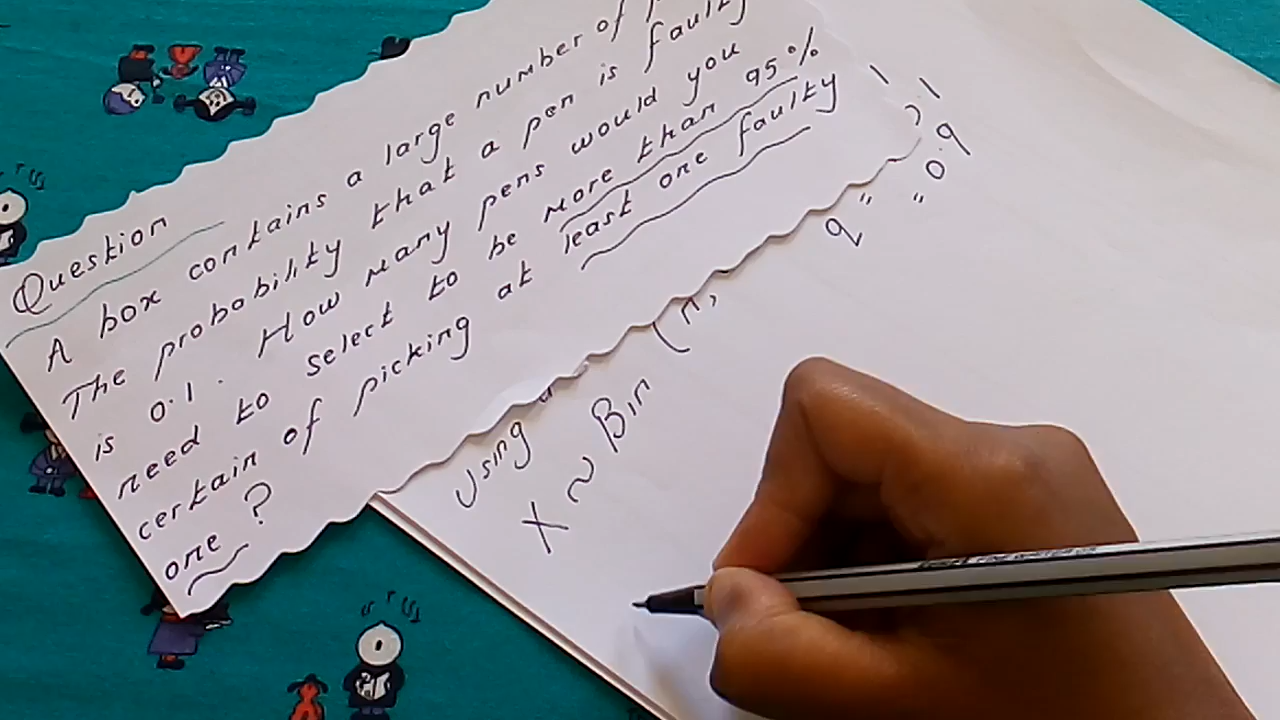 Question
A box contains a large number of
The probability that a pen is faulty
is 0.1. How many pens would you
need to select to be more than 95%
certain of picking at least one faulty
one?
Using
X ~ Bin (n,
q = 0.9